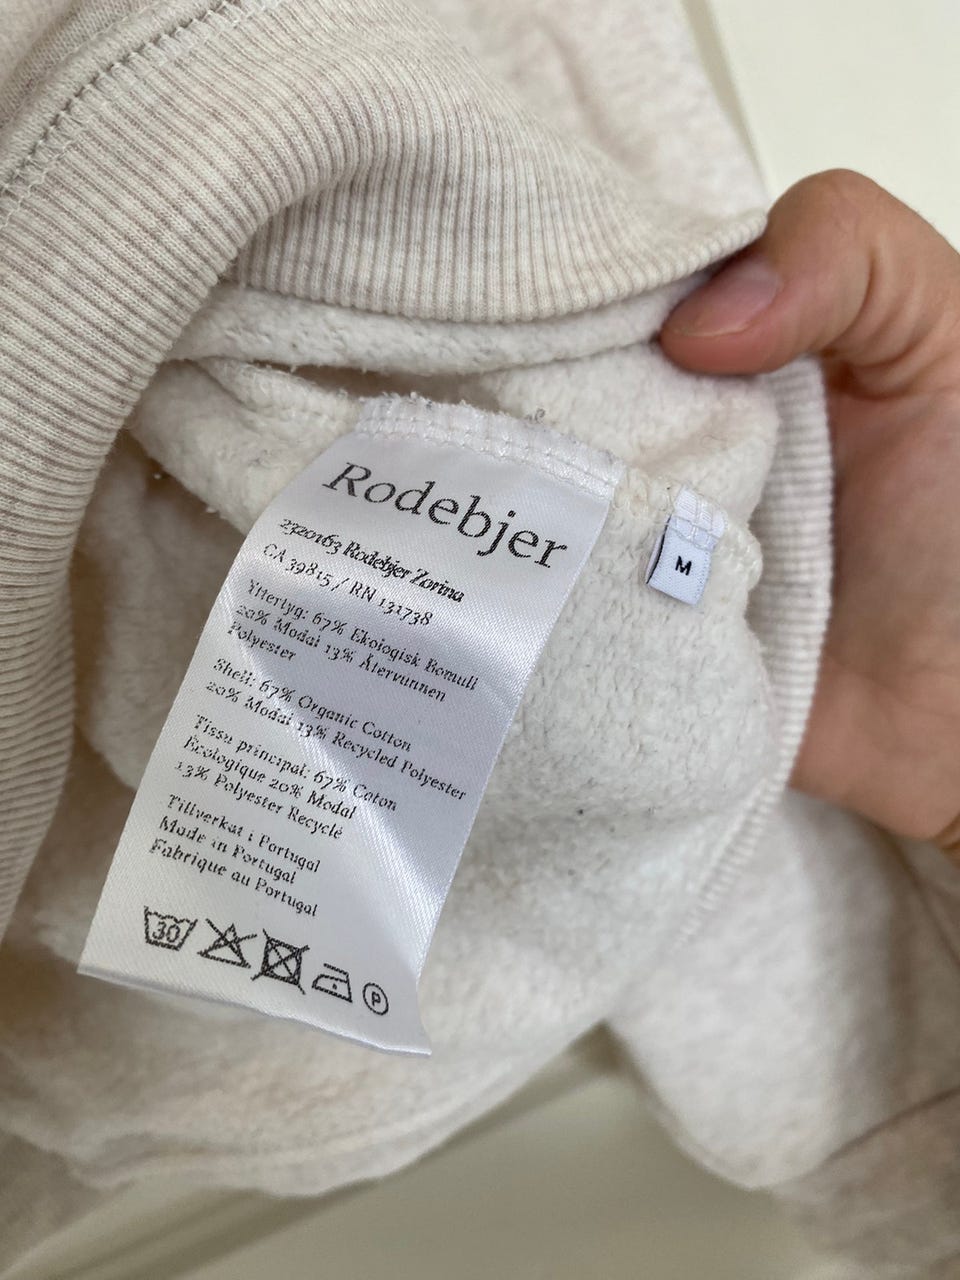 Rodebjer
2320163 Rodebjer Zorina
CA 39815 / RN 131738
Yttertyg: 67% Ekologisk Bomull
20% Modal 13% Återvunnen
Polyester
Shell: 67% Organic Cotton
20% Modal 13% Recycled Polyester
Tissu principal: 67% Coton
Écologique 20% Modal
13% Polyester Recyclé
Tillverkat i Portugal
Made in Portugal
Fabrique au Portugal
30
P
M